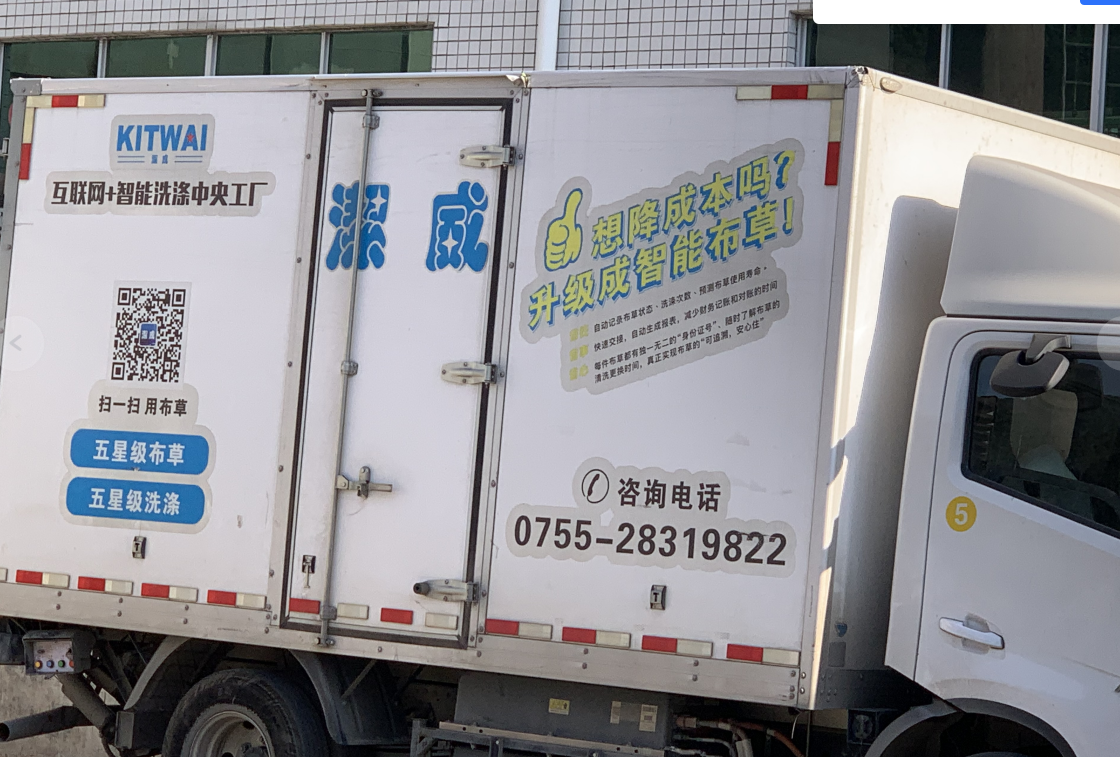 KITWAI
潔威
互联网+智能洗涤中央工厂
扫一扫 用布草
五星级布草
五星级洗涤
潔 威
想降成本吗?
升级成智能布草!
自动记录布草状态、洗涤次数、预测布草使用寿命。
快速交接,自动生成报表,减少财务记账和对账的时间
每件布草都有独一无二的“身份证号”、随时了解布草的
清洗更换时间,真正实现布草的“可追溯,安心住”
咨询电话
0755-28319822
5